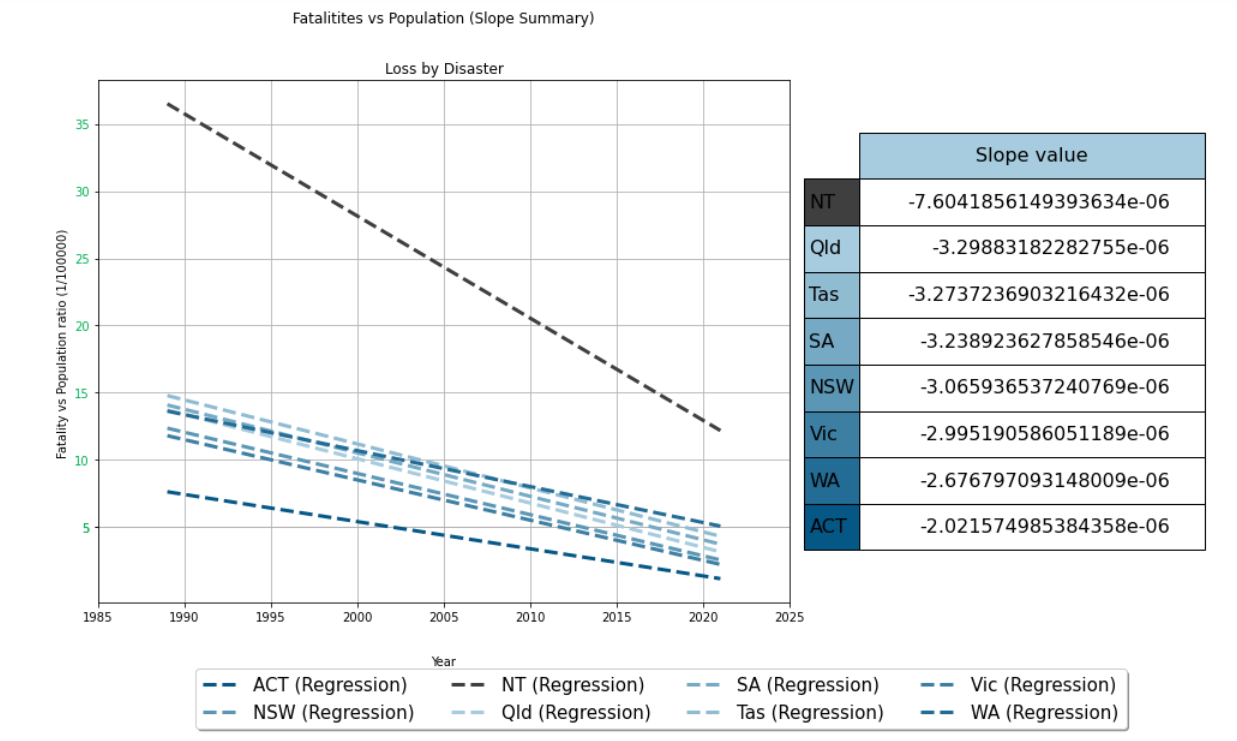 Fatalitites vs Population (Slope Summary)
Loss by Disaster
Fatality vs Population ratio (1/100000)
35
30
25
20
15
10
5
1985 1990 1995 2000 2005 2010 2015 2020 2025
Year
Slope value
NT -7.6041856149393634e-06
Qld -3.29883182282755e-06
Tas -3.2737236903216432e-06
SA -3.238923627858546e-06
NSW -3.065936537240769e-06
Vic -2.995190586051189e-06
WA -2.676797093148009e-06
ACT -2.021574985384358e-06
ACT (Regression) NT (Regression) SA (Regression) Vic (Regression)
NSW (Regression) Qld (Regression) Tas (Regression) WA (Regression)